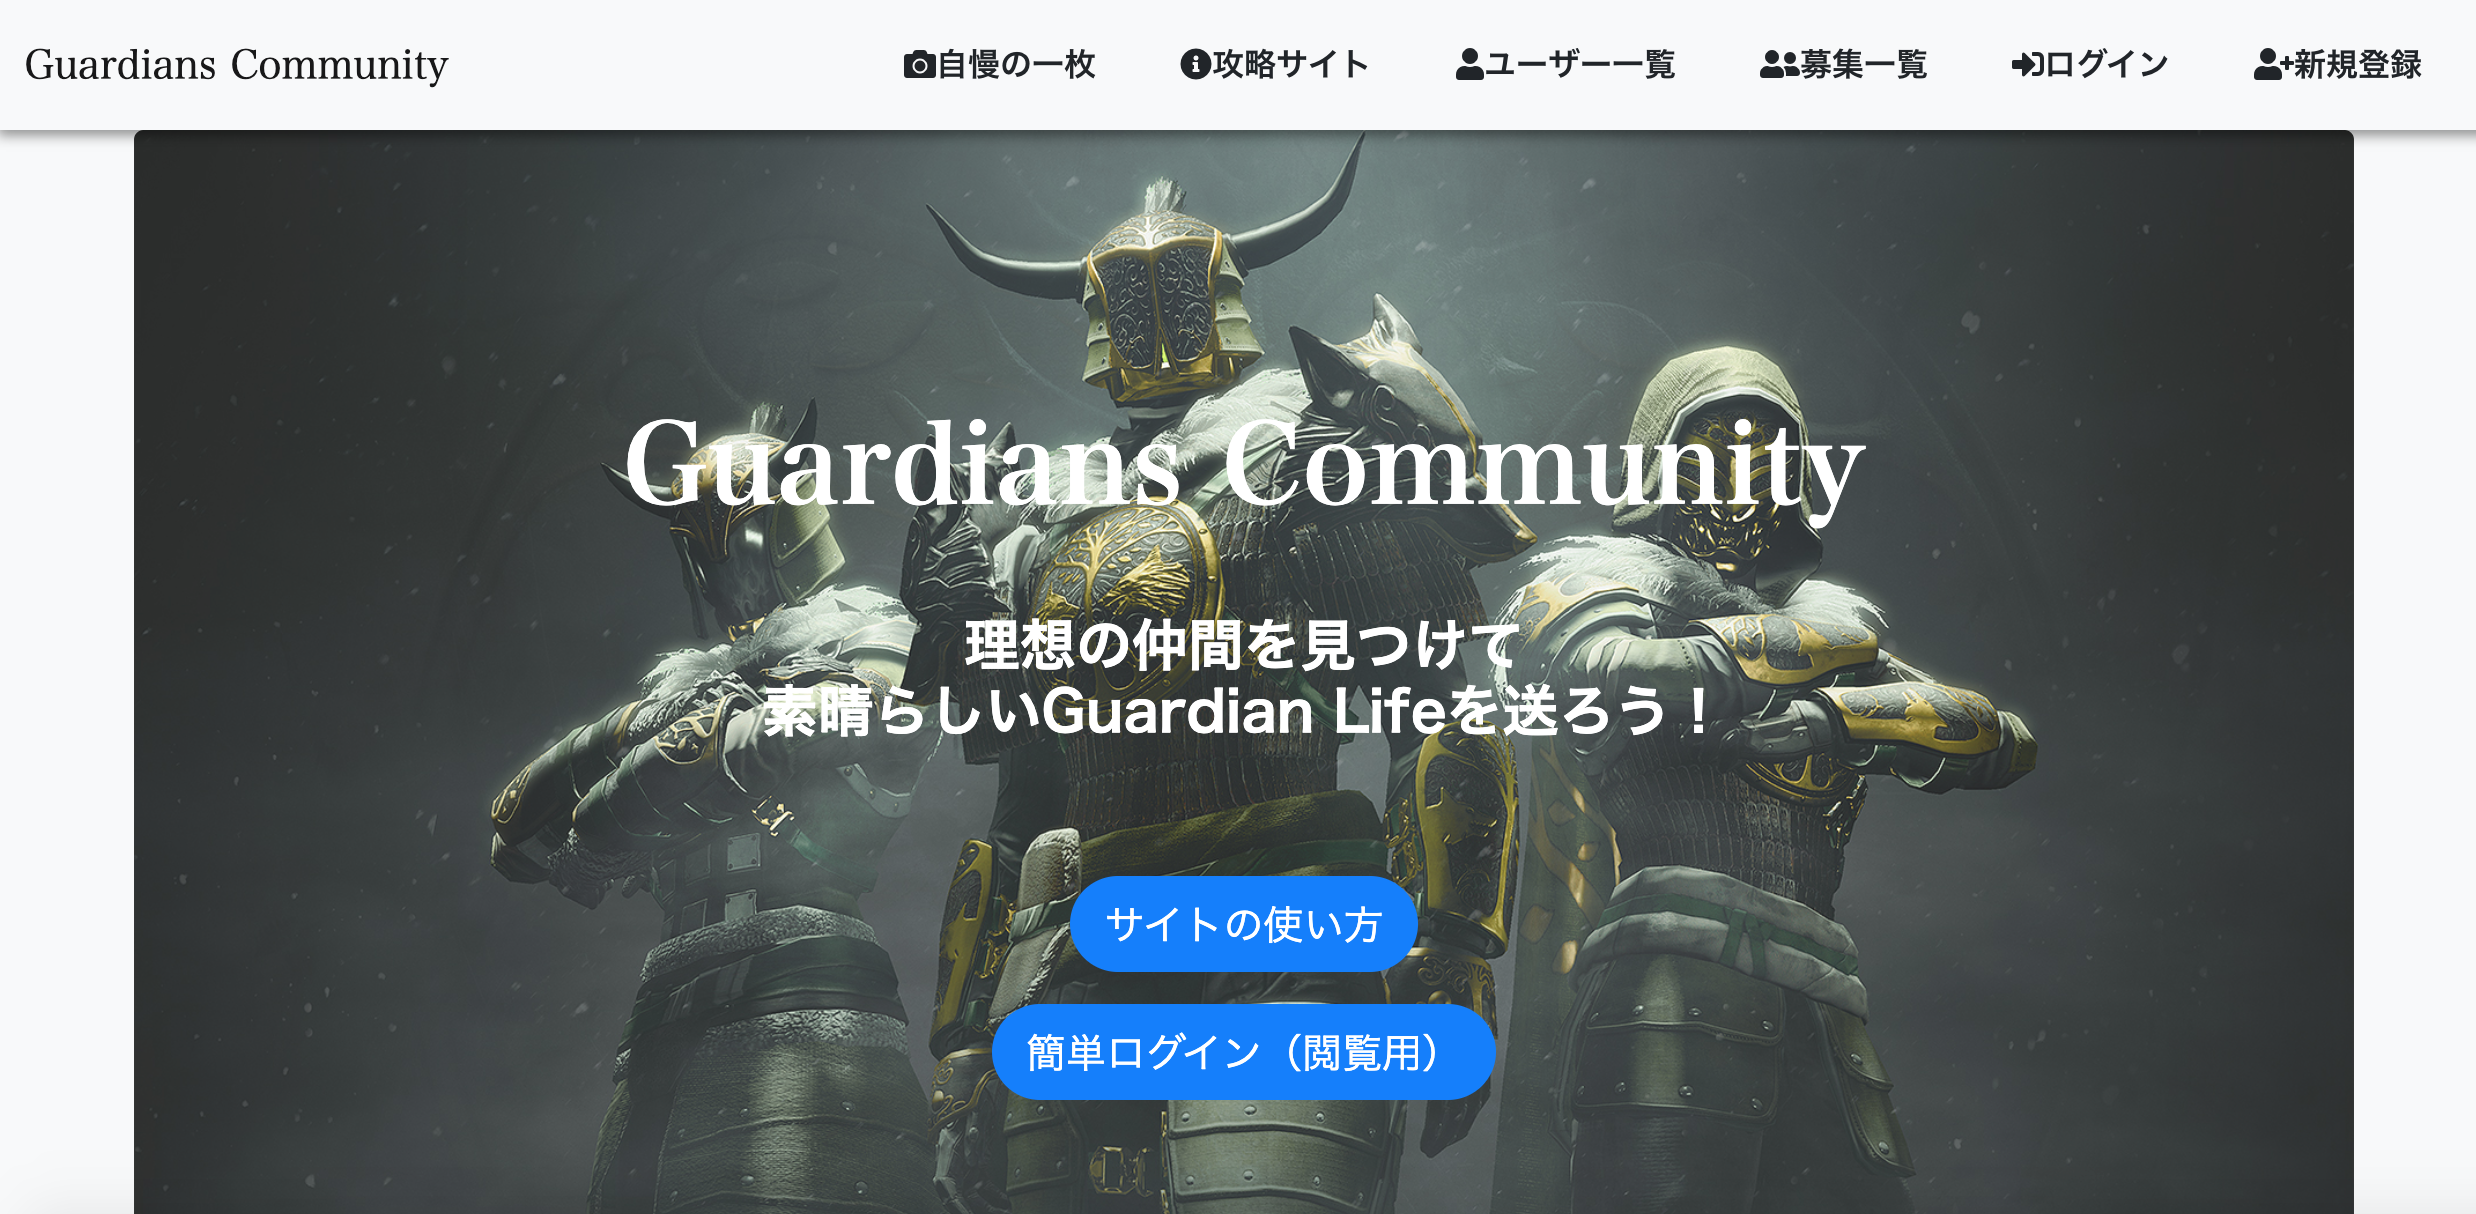 Guardians Community
自慢の一枚
攻略サイト
ユーザー一覧
募集一覧
ログイン
新規登録
Guardians Community
理想の仲間を見つけて
素晴らしいGuardian Lifeを送ろう！
サイトの使い方
簡単ログイン（閲覧用）